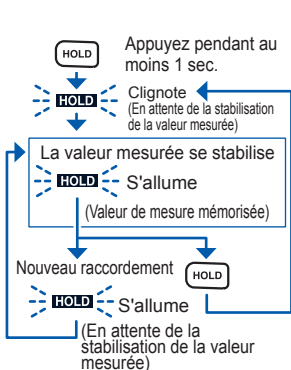 HOLD
Appuyez pendant au
moins 1 sec.
HOLD
Clignote
(En attente de la stabilisation
de la valeur mesurée)
La valeur mesurée se stabilise
HOLD
S'allume
(Valeur de mesure mémorisée)
Nouveau raccordement
HOLD
HOLD
S'allume
(En attente de la
stabilisation de la valeur
mesurée)